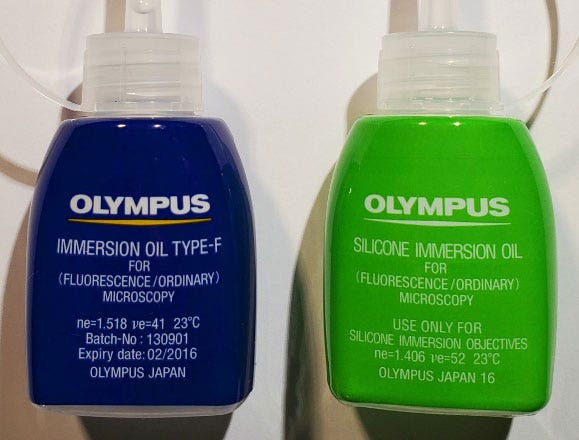 OLYMPUS
IMMERSION OIL TYPE-F
FOR
(FLUORESCENCE/ORDINARY)
MICROSCOPY
ne=1.518 νe=41 23°C
Batch-No : 130901
Expiry date: 02/2016
OLYMPUS JAPAN
OLYMPUS
SILICONE IMMERSION OIL
FOR
(FLUORESCENCE/ORDINARY)
MICROSCOPY
USE ONLY FOR
SILICONE IMMERSION OBJECTIVES
ne=1.406 νe=52 23°C
OLYMPUS JAPAN 16